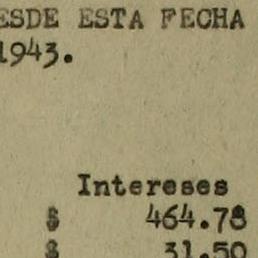 ESDE ESTA FECHA
1943.
Intereses
$ 464.78
$ 31.50